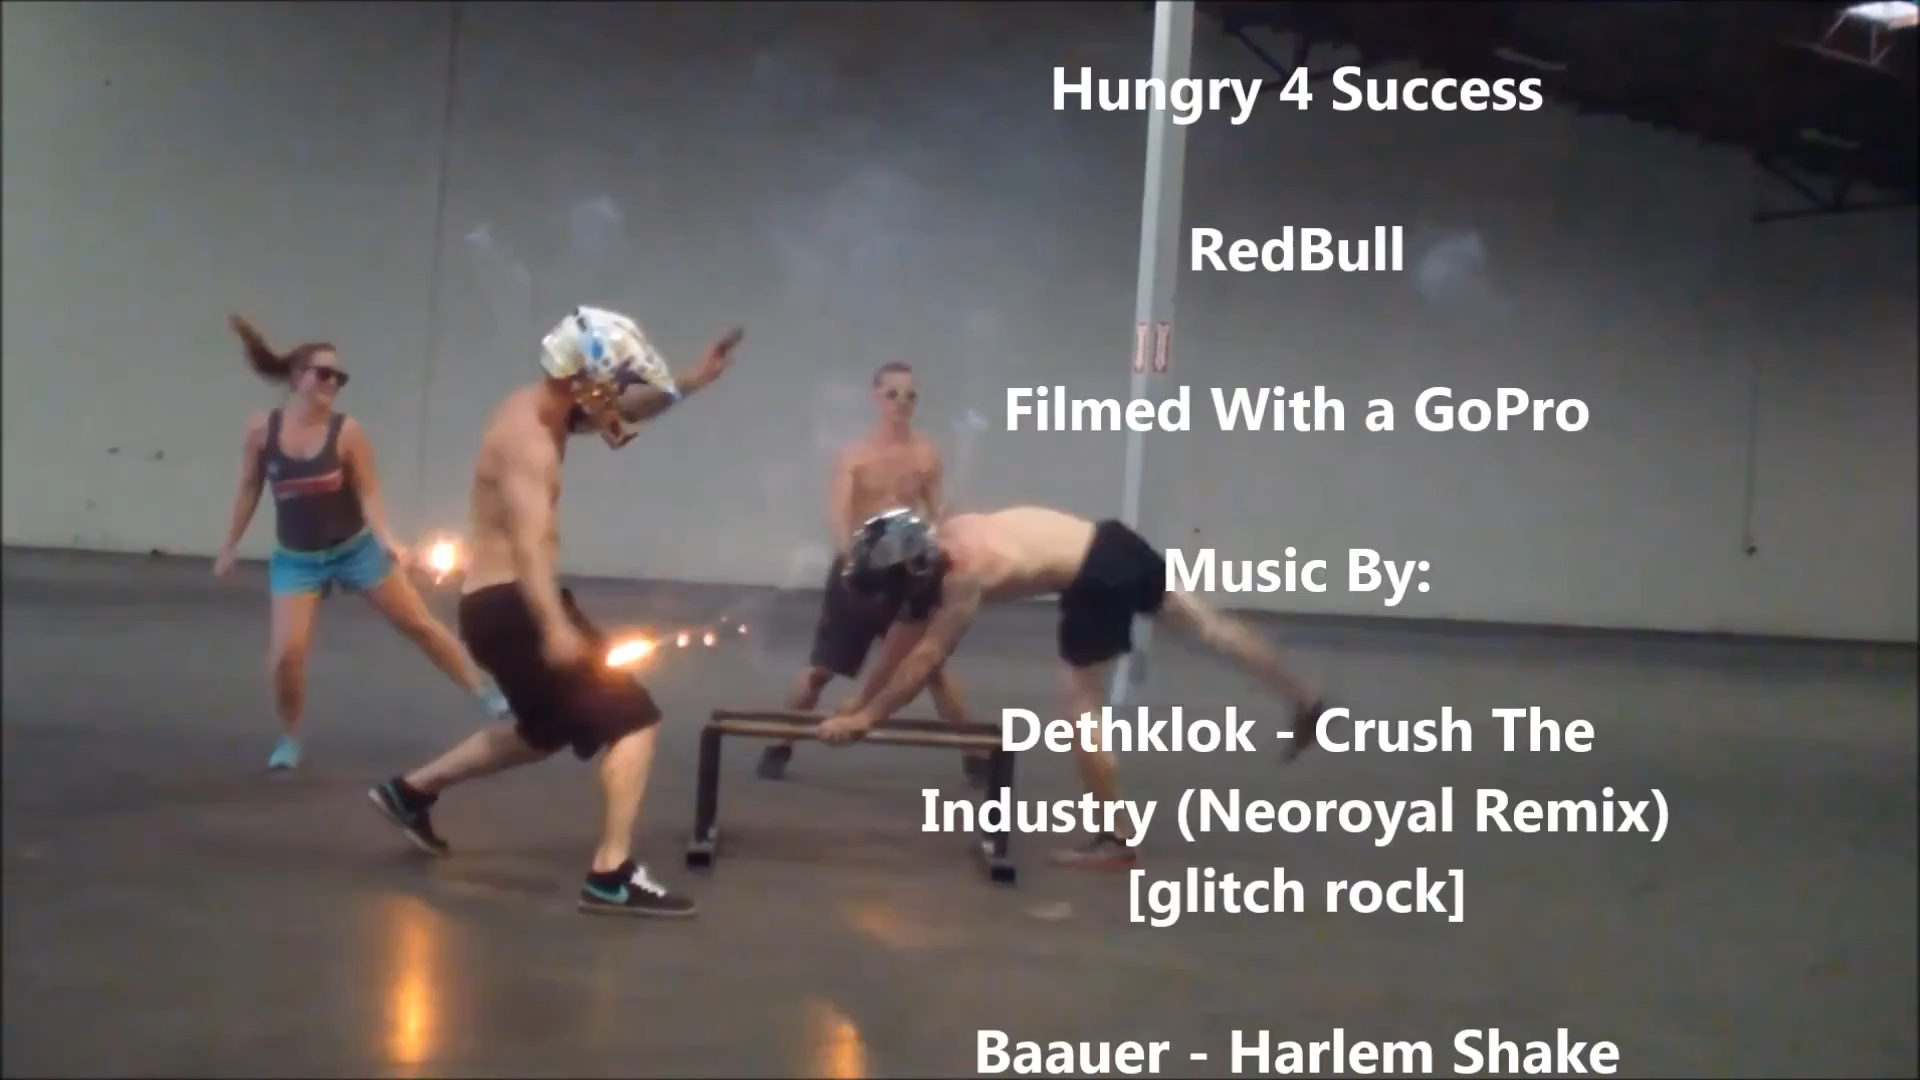 Hungry 4 Success
RedBull
Filmed With a GoPro
Music By:
Dethklok - Crush The
Industry (Neoroyal Remix)
[glitch rock]
Baauer - Harlem Shake